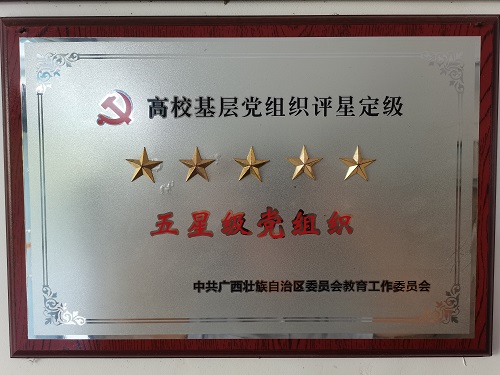 高校基层党组织评星定级
五星级党组织
中共广西壮族自治区委员会教育工作委员会